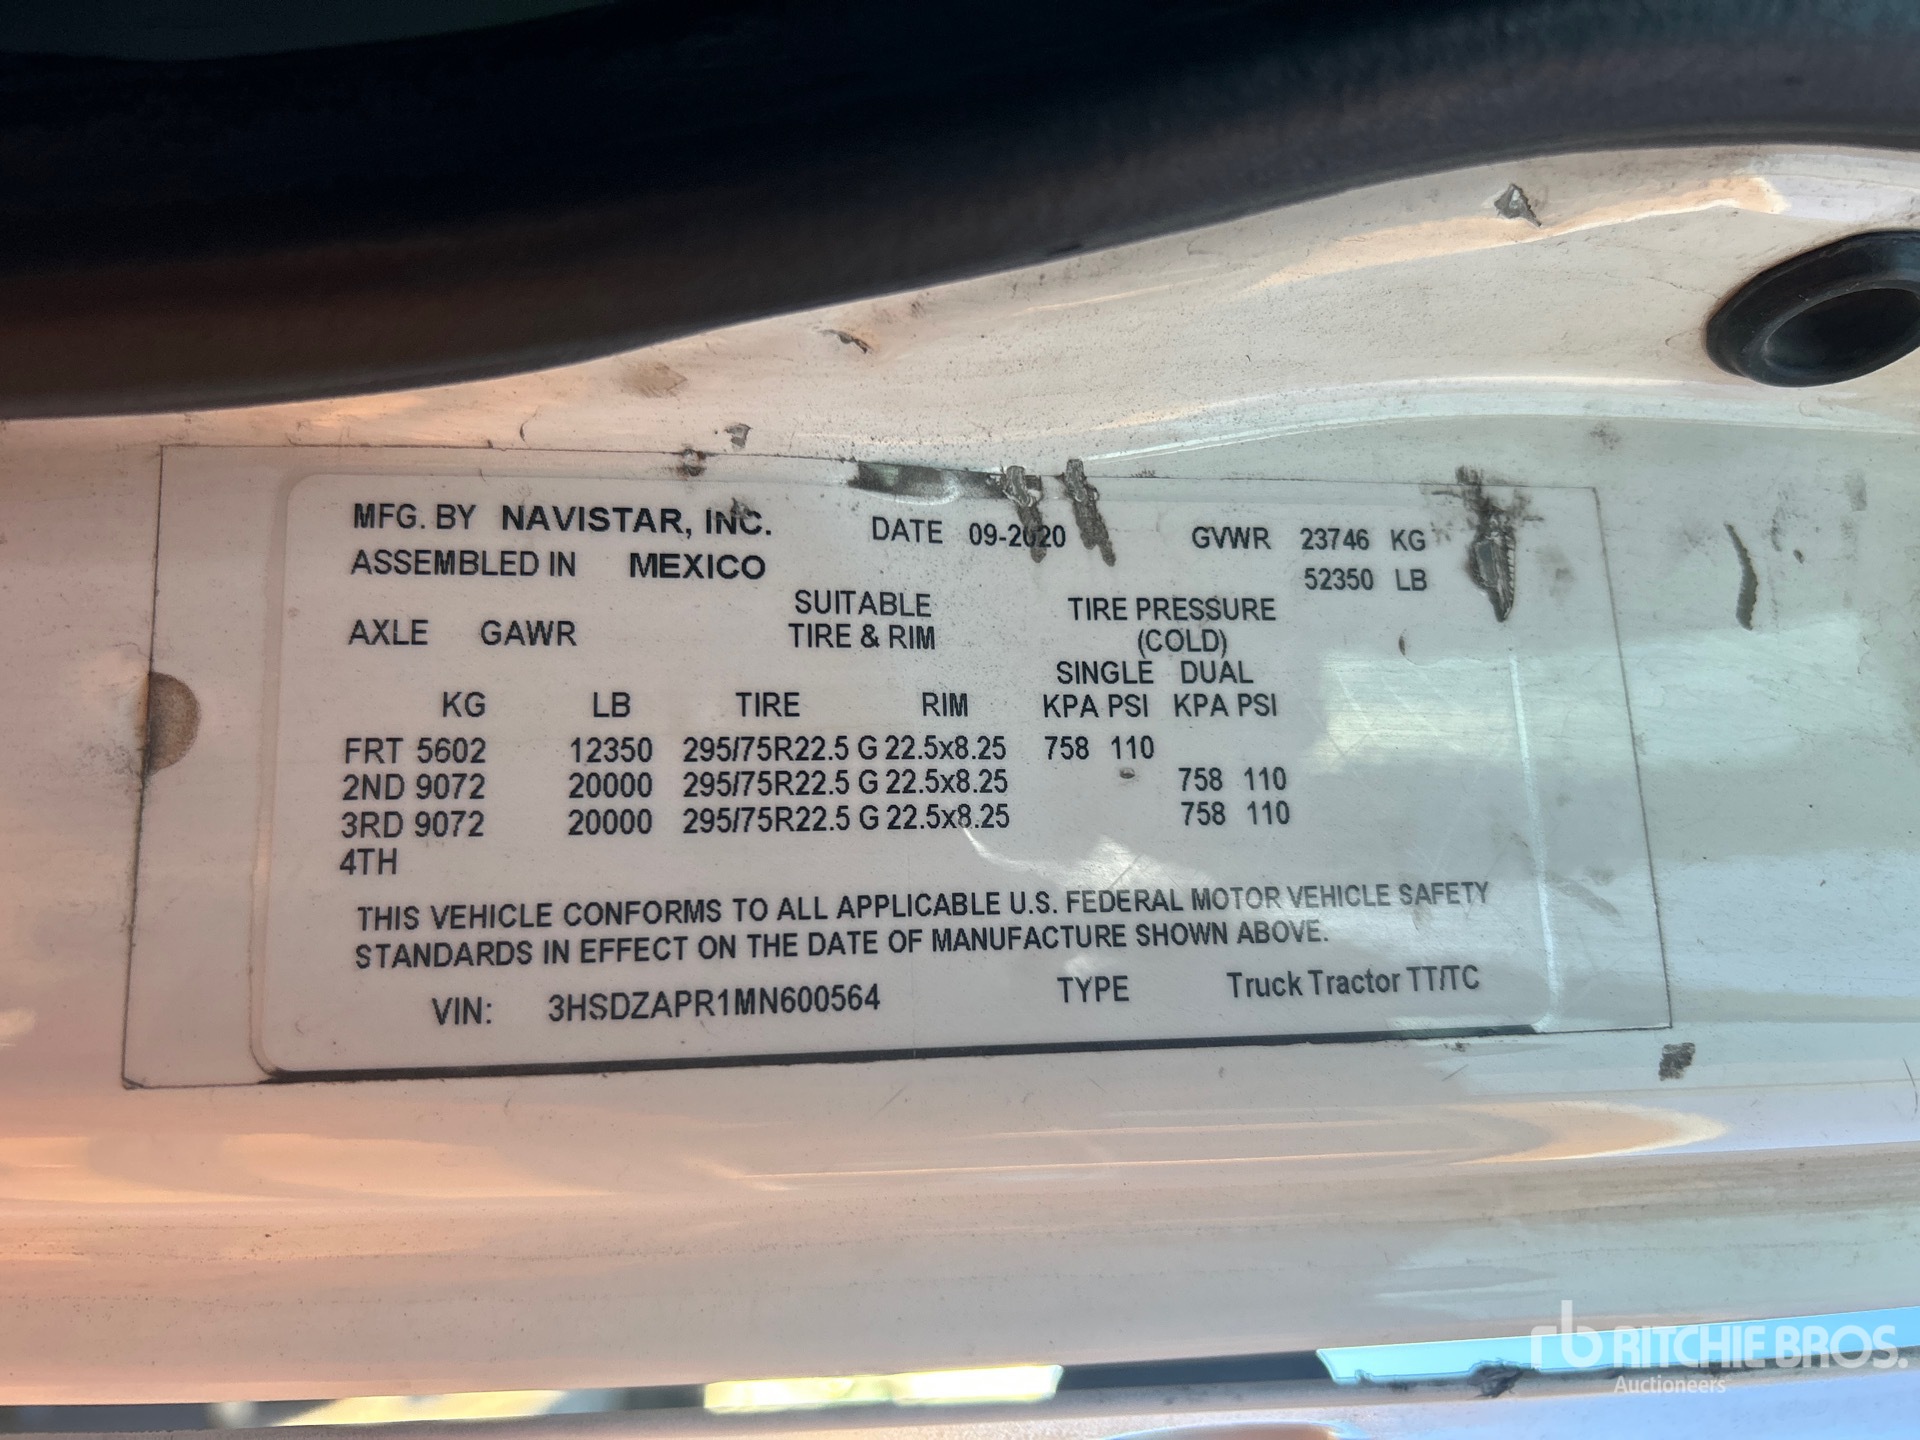 MFG. BY NAVISTAR, INC. DATE 09-2020 GVWR 23746 KG
ASSEMBLED IN MEXICO 52350 LB
SUITABLE TIRE PRESSURE
AXLE GAWR TIRE & RIM (COLD)
SINGLE DUAL
KG LB TIRE RIM KPA PSI KPA PSI
FRT 5602 12350 295/75R22.5 G 22.5x8.25 758 110
2ND 9072 20000 295/75R22.5 G 22.5x8.25 758 110
3RD 9072 20000 295/75R22.5 G 22.5x8.25 758 110
4TH
THIS VEHICLE CONFORMS TO ALL APPLICABLE U.S. FEDERAL MOTOR VEHICLE SAFETY
STANDARDS IN EFFECT ON THE DATE OF MANUFACTURE SHOWN ABOVE.
VIN: 3HSDZAPR1MN600564 TYPE Truck Tractor TT/TC
rb RITCHIE BROS.
Auctioneers